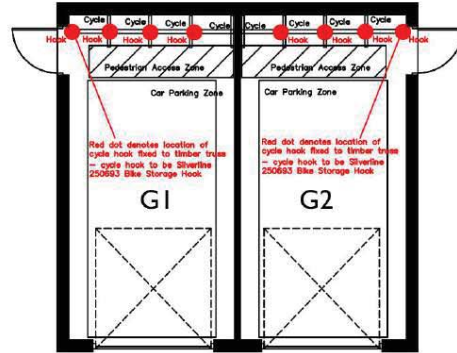 Cycle Cycle Cycle Cycle Cycle Cycle Cycle Cycle
Hook Hook Hook Hook Hook Hook Hook Hook
Pedestrian Access Zone Pedestrian Access Zone
Car Parking Zone
Car Parking Zone
Red dot denotes location of
cycle hook fixed to timber truss
– cycle hook to be Silverline
250693 Bike Storage Hook
Red dot denotes location of
cycle hook fixed to timber truss
– cycle hook to be Silverline
250693 Bike Storage Hook
G1
G2